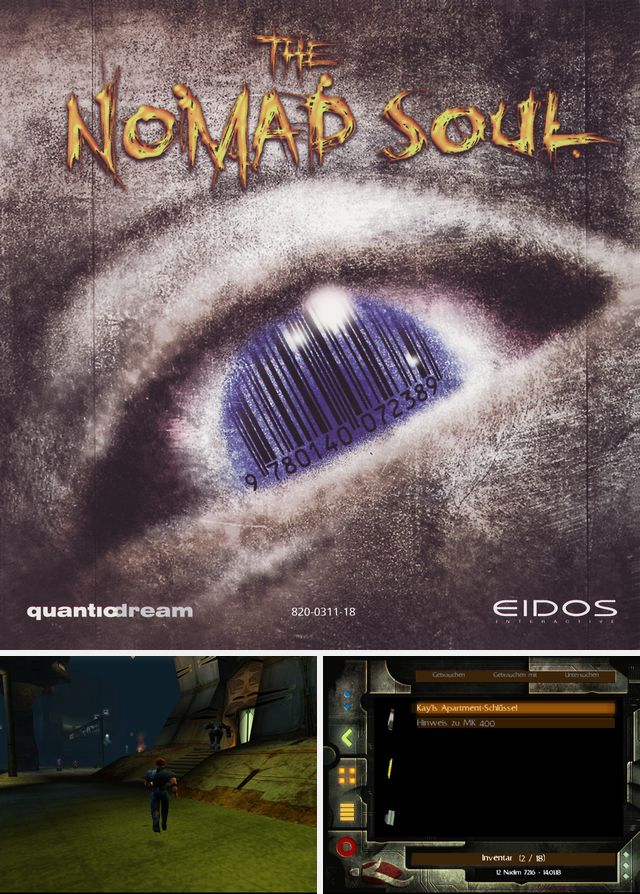 THE
NOMAD SOUL
9 780140 072389
quanticdream
820-0311-18
EIDOS
INTERACTIVE
Gebrauchen Gebrauchen mit Untersuchen
Kay'ls Apartment-Schlüssel
Hinweis zu MK 400
Inventar (2 / 18)
12 Nadim 7216 - 14:01:18